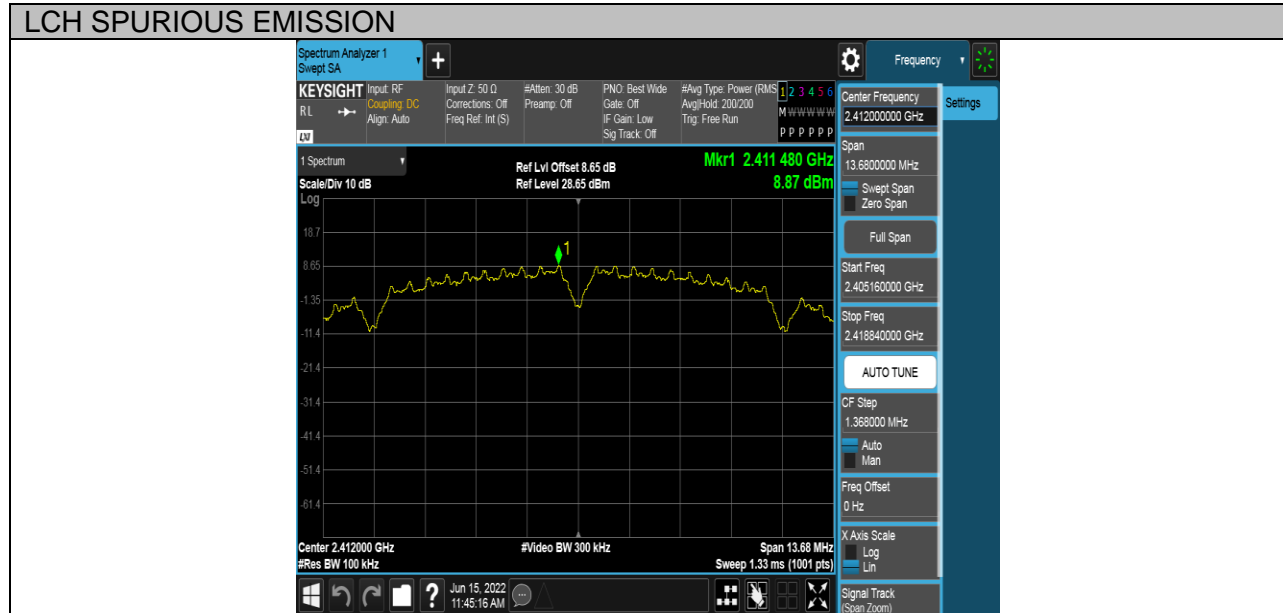 LCH SPURIOUS EMISSION
Spectrum Analyzer 1
Swept SA
+
Frequency
KEYSIGHT
RL
LXI
Input: RF
Coupling: DC
Align: Auto
Input Z: 50 Ω
Corrections: Off
Freq Ref: Int (S)
#Atten: 30 dB
Preamp: Off
PNO: Best Wide
Gate: Off
IF Gain: Low
Sig Track: Off
#Avg Type: Power (RMS
Avg|Hold: 200/200
Trig: Free Run
1 2 3 4 5 6
M W W W W W
P P P P P P
1 Spectrum
Scale/Div 10 dB
Log
Ref Lvl Offset 8.65 dB
Ref Level 28.65 dBm
Mkr1 2.411 480 GHz
8.87 dBm
18.7
8.65
-1.35
-11.4
-21.4
-31.4
-41.4
-51.4
-61.4
1
Center 2.412000 GHz
#Res BW 100 kHz
#Video BW 300 kHz
Span 13.68 MHz
Sweep 1.33 ms (1001 pts)
?
Jun 15, 2022
11:45:16 AM
Center Frequency
2.412000000 GHz
Settings
Span
13.6800000 MHz
Swept Span
Zero Span
Full Span
Start Freq
2.405160000 GHz
Stop Freq
2.418840000 GHz
AUTO TUNE
CF Step
1.368000 MHz
Auto
Man
Freq Offset
0 Hz
X Axis Scale
Log
Lin
Signal Track
(Span Zoom)